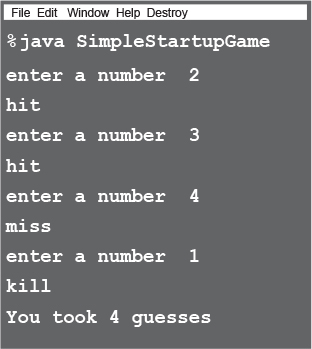 File Edit Window Help Destroy
%java SimpleStartupGame
enter a number 2
hit
enter a number 3
hit
enter a number 4
miss
enter a number 1
kill
You took 4 guesses